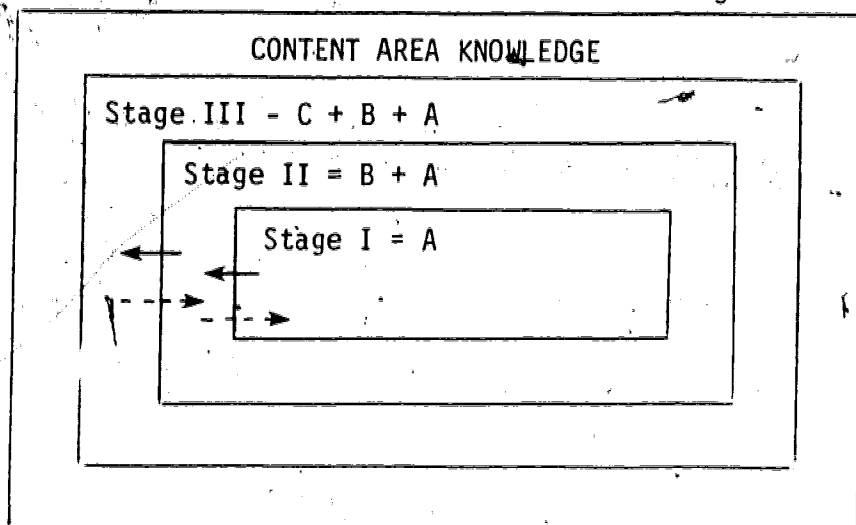 CONTENT AREA KNOWLEDGE
Stage III - C + B + A
Stage II = B + A
Stage I = A